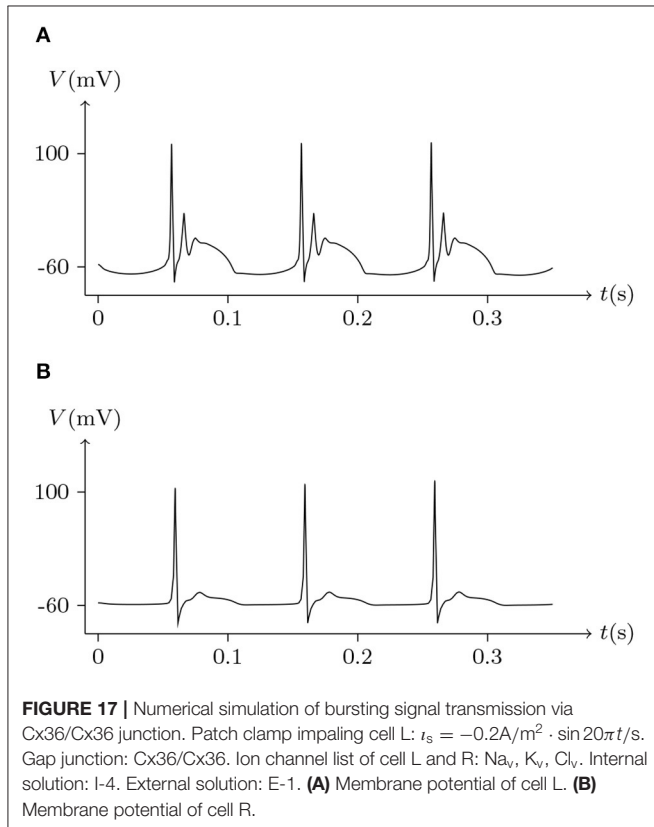 A
V(mV)
100
-60
t(s)
0 0.1 0.2 0.3
B
V(mV)
100
-60
t(s)
0 0.1 0.2 0.3
FIGURE 17 | Numerical simulation of bursting signal transmission via
Cx36/Cx36 junction. Patch clamp impaling cell L: ιₛ = −0.2A/m² · sin 20πt/s.
Gap junction: Cx36/Cx36. Ion channel list of cell L and R: Naᵥ, Kᵥ, Clᵥ. Internal
solution: I-4. External solution: E-1. (A) Membrane potential of cell L. (B)
Membrane potential of cell R.